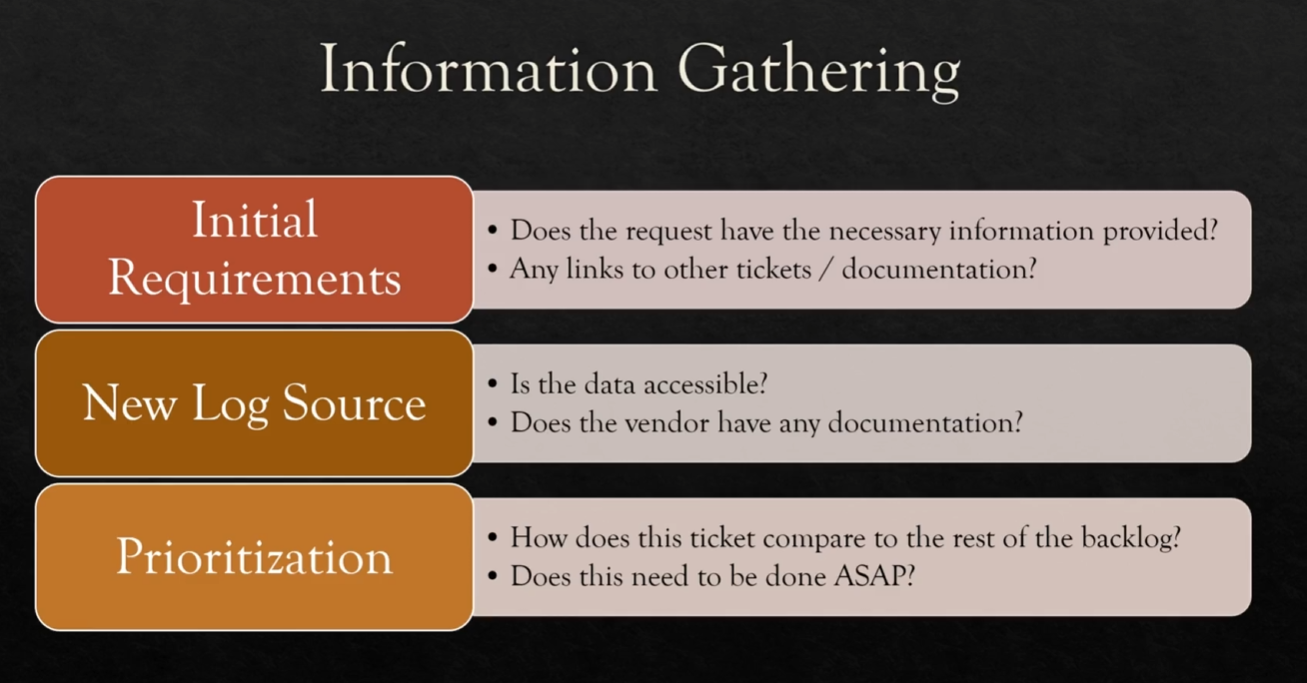 Information Gathering
Initial
Requirements
• Does the request have the necessary information provided?
• Any links to other tickets / documentation?
New Log Source
• Is the data accessible?
• Does the vendor have any documentation?
Prioritization
• How does this ticket compare to the rest of the backlog?
• Does this need to be done ASAP?